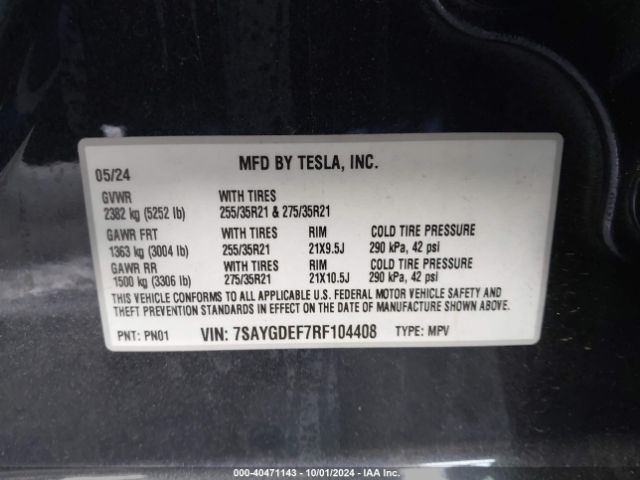 05/24 MFD BY TESLA, INC.
GVWR WITH TIRES
2382 kg (5252 lb) 255/35R21 & 275/35R21
GAWR FRT WITH TIRES RIM COLD TIRE PRESSURE
1363 kg (3004 lb) 255/35R21 21X9.5J 290 kPa, 42 psi
GAWR RR WITH TIRES RIM COLD TIRE PRESSURE
1500 kg (3306 lb) 275/35R21 21X10.5J 290 kPa, 42 psi
THIS VEHICLE CONFORMS TO ALL APPLICABLE U.S. FEDERAL MOTOR VEHICLE SAFETY AND
THEFT PREVENTION STANDARDS IN EFFECT ON THE DATE OF MANUFACTURE SHOWN ABOVE.
PNT: PN01 VIN: 7SAYGDEF7RF104408 TYPE: MPV
000-40471143 - 10/01/2024 - IAA Inc.